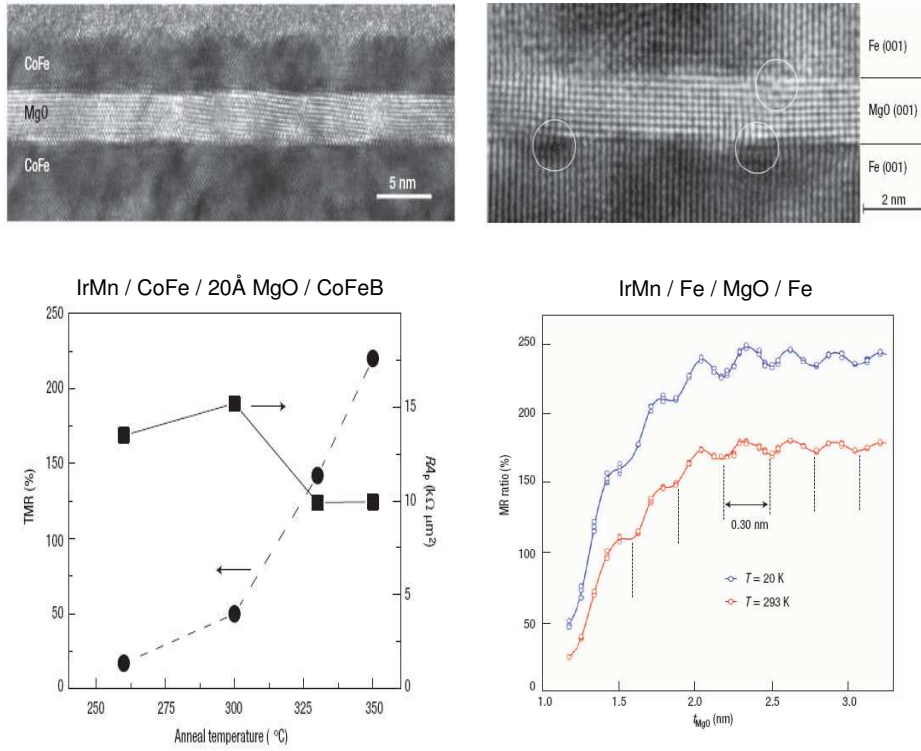 CoFe
MgO
CoFe
5 nm
Fe (001)
MgO (001)
Fe (001)
2 nm
IrMn / CoFe / 20Å MgO / CoFeB
250
200
150
125
100
50
0
TMR (%)
15
10
5
0
RAp (kΩ μm²)
250
275
300
325
350
Anneal temperature ( °C)
IrMn / Fe / MgO / Fe
250
200
150
100
50
0
MR ratio (%)
0.30 nm
T = 20 K
T = 293 K
1.0
1.5
2.0
2.5
3.0
tMgO (nm)